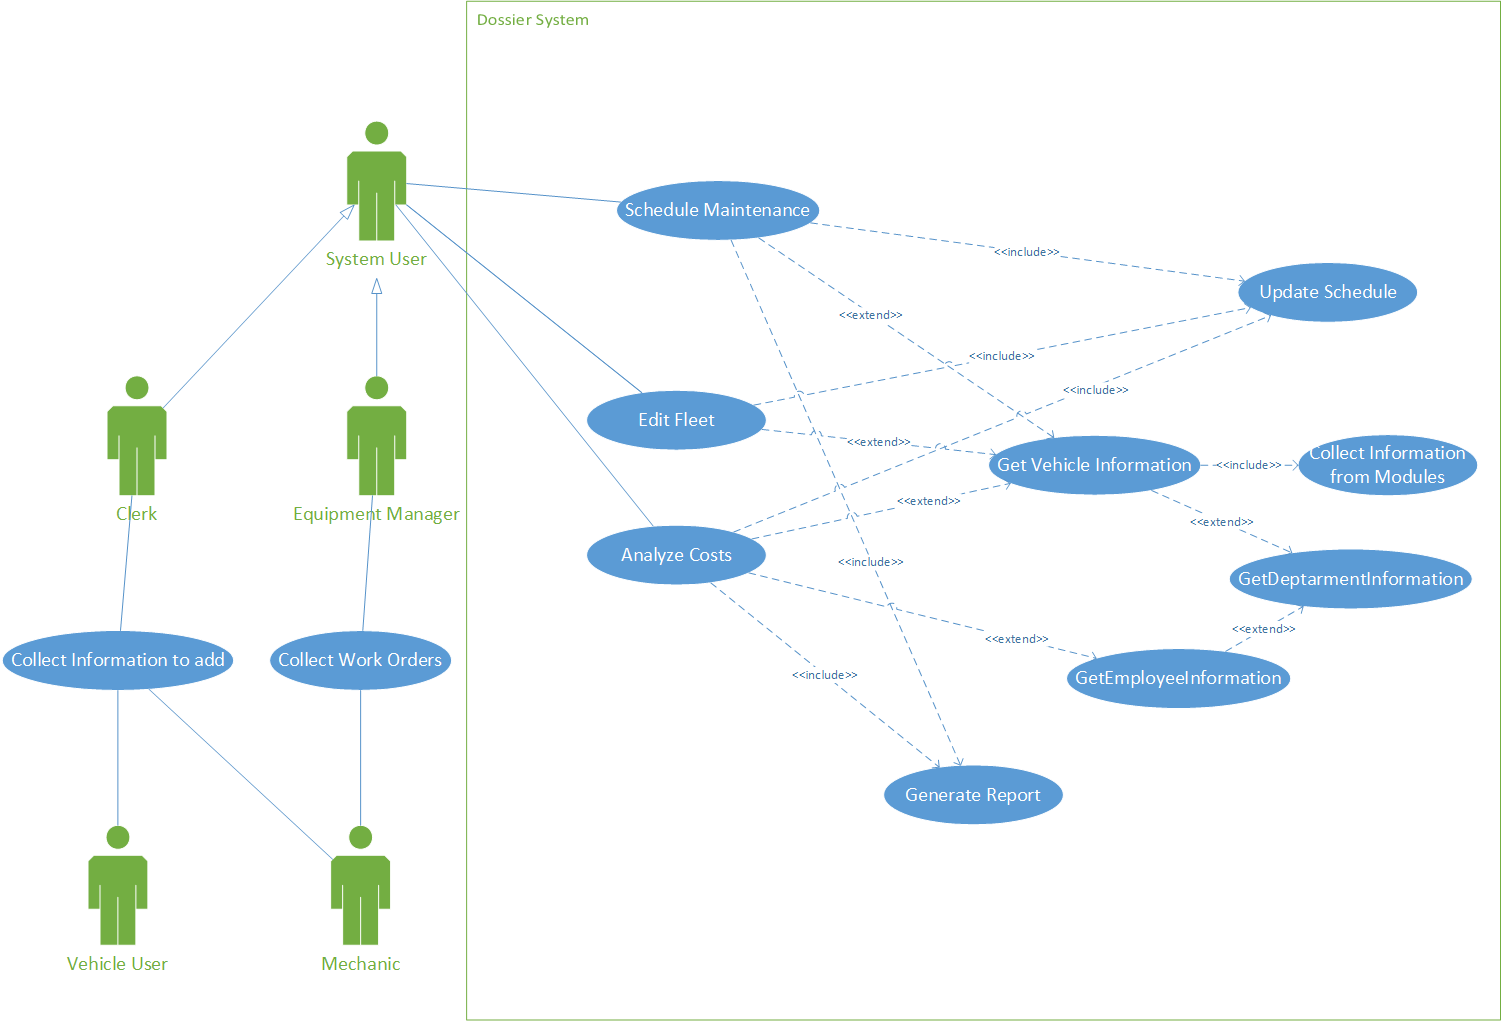 Dossier System
System User
Schedule Maintenance
<<include>>
Update Schedule
<<extend>>
<<include>>
<<include>>
Edit Fleet
<<extend>>
Get Vehicle Information
<<include>>
Collect Information
from Modules
<<extend>>
Clerk
Equipment Manager
<<extend>>
Analyze Costs
<<include>>
GetDeptarmentInformation
<<extend>>
<<extend>>
Collect Information to add
Collect Work Orders
<<include>>
GetEmployeeInformation
Generate Report
Vehicle User
Mechanic